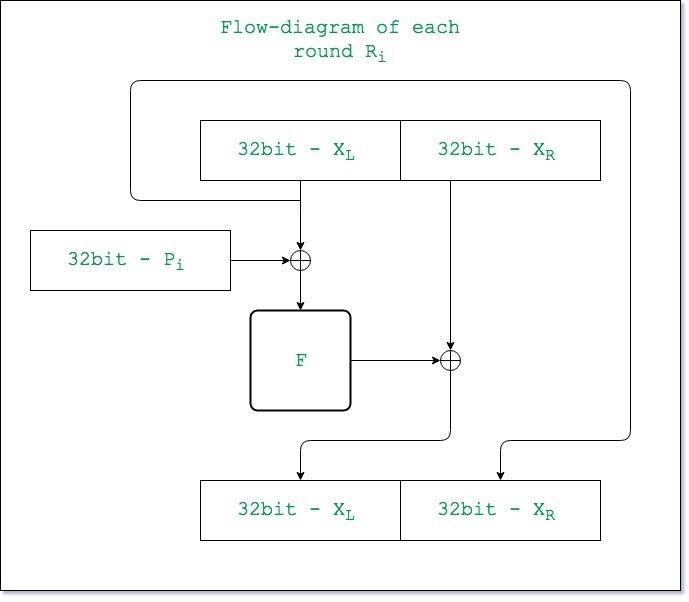 Flow-diagram of each
round Ri
32bit - XL
32bit - XR
32bit - Pi
F
32bit - XL
32bit - XR